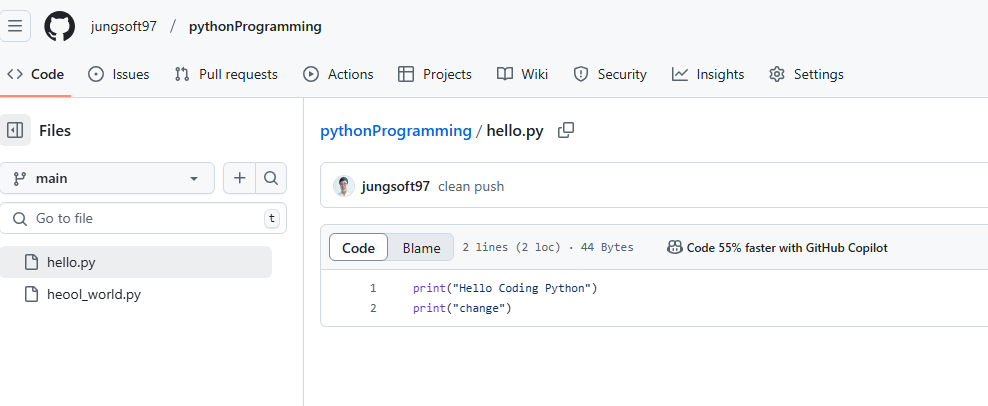 jungsoft97 / pythonProgramming
Code Issues Pull requests Actions Projects Wiki Security Insights Settings
Files
main
Go to file t
hello.py
heool_world.py
pythonProgramming / hello.py
jungsoft97 clean push
Code Blame 2 lines (2 loc) · 44 Bytes Code 55% faster with GitHub Copilot
1 print("Hello Coding Python")
2 print("change")